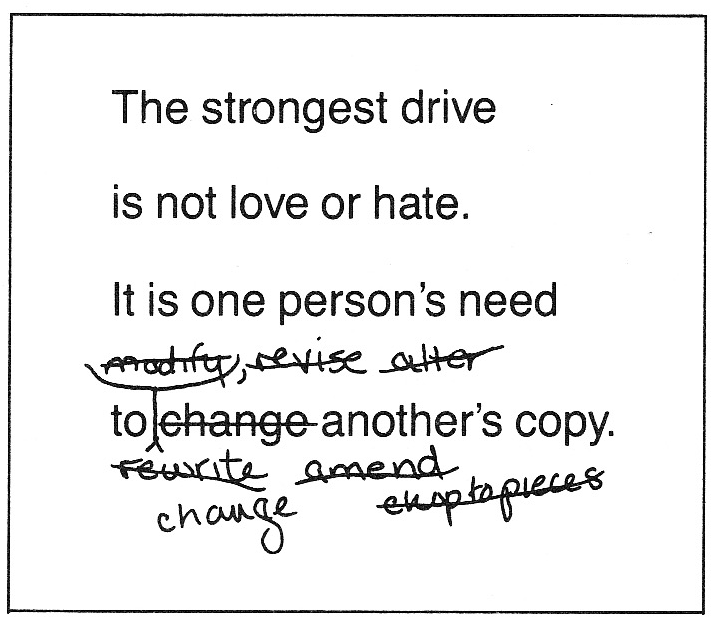 The strongest drive
is not love or hate.
It is one person's need
modify, revise alter
to change another's copy.
rewrite amend
change chop to pieces